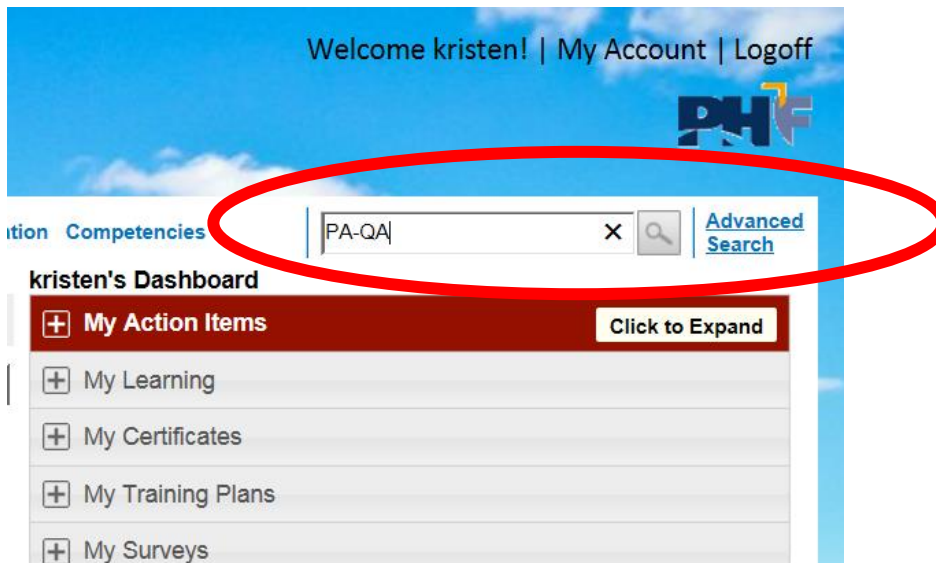 Welcome kristen! | My Account | Logoff
PHF
Competencies
PA-QA
Advanced
Search
kristen's Dashboard
My Action Items
Click to Expand
My Learning
My Certificates
My Training Plans
My Surveys